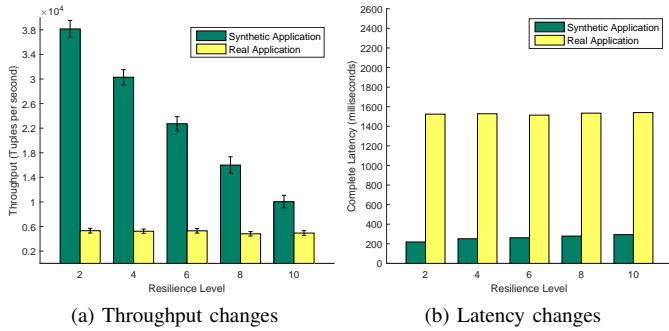 ×10⁴
3.8
3.4
3
2.6
2.2
1.8
1.4
1
0.6
0.2
Throughput (Tuples per second)
Synthetic Application
Real Application
2 4 6 8 10
Resilience Level
(a) Throughput changes
2600
2400
2200
2000
1800
1600
1400
1200
1000
800
600
400
200
0
Complete Latency (milliseconds)
Synthetic Application
Real Application
2 4 6 8 10
Resilience Level
(b) Latency changes